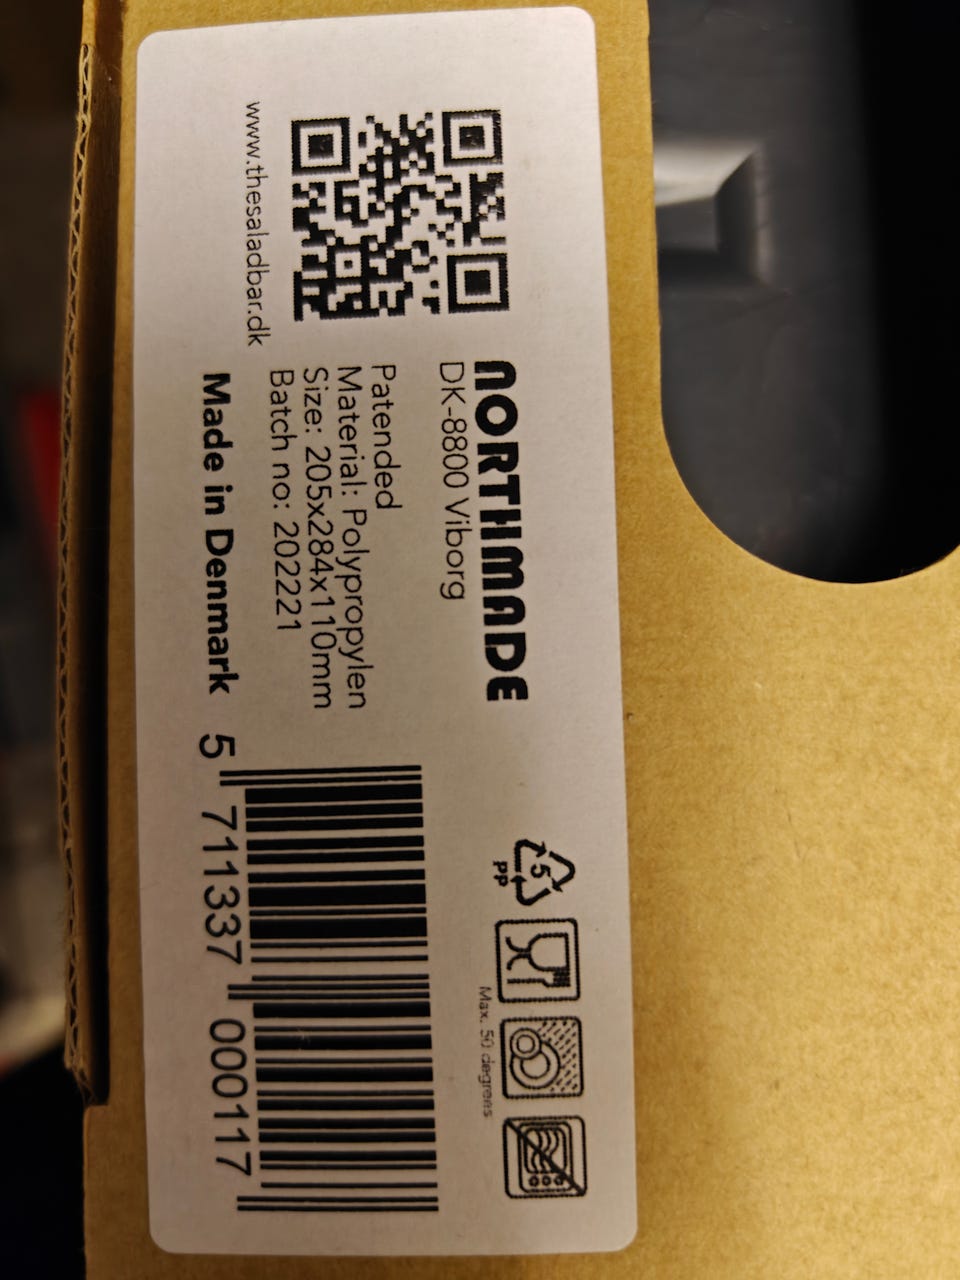 www.thesaladbar.dk
NORTHMADE
DK-8800 Viborg
Patended
Material: Polypropylen
Size: 205x284x110mm
Batch no: 202221
Made in Denmark
5
PP
Max. 50 degrees
5 711337 000117